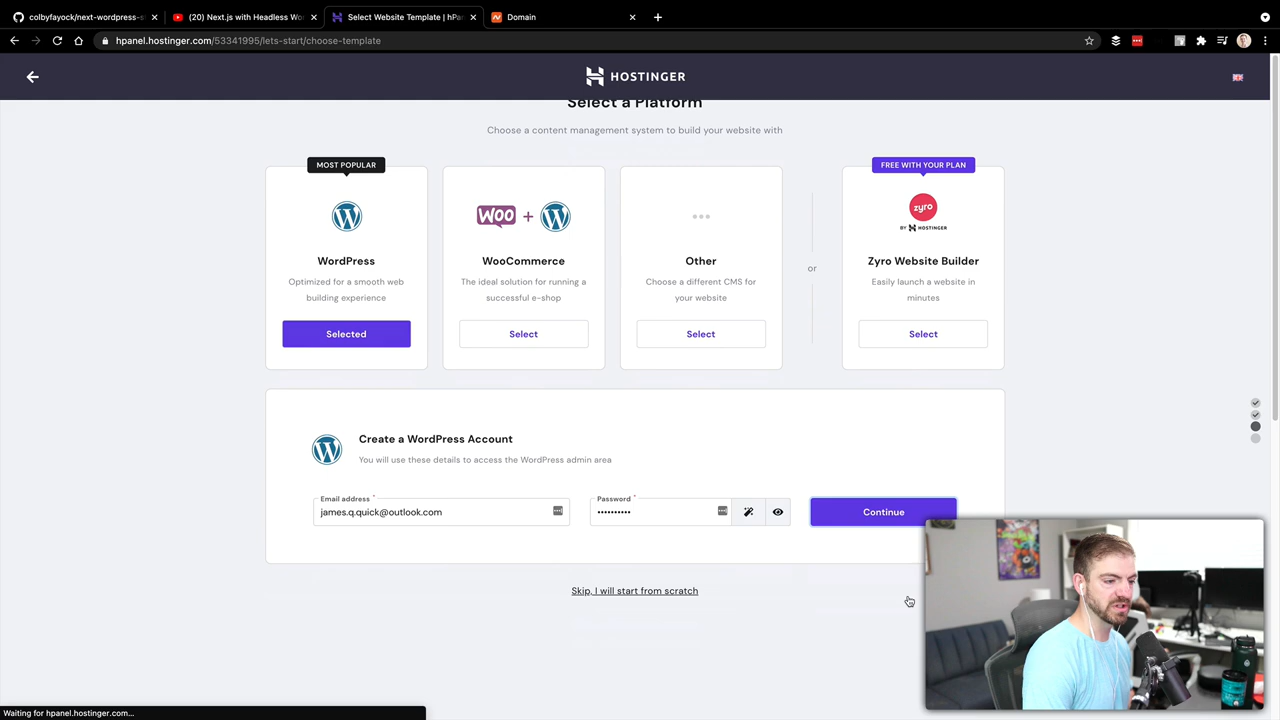 colbyfayock/next-wordpress-s
(20) Next.js with Headless Wo
Select Website Template | hPa
Domain
hpanel.hostinger.com/53341995/lets-start/choose-template
HOSTINGER
Select a Platform
Choose a content management system to build your website with
MOST POPULAR
WordPress
Optimized for a smooth web
building experience
Selected
WOO + 
WooCommerce
The ideal solution for running a
successful e-shop
Select
Other
Choose a different CMS for
your website
Select
or
FREE WITH YOUR PLAN
zyro
BY HOSTINGER
Zyro Website Builder
Easily launch a website in
minutes
Select
Create a WordPress Account
You will use these details to access the WordPress admin area
Email address *
james.q.quick@outlook.com
Password *
••••••••••
Continue
Skip, I will start from scratch
Waiting for hpanel.hostinger.com...